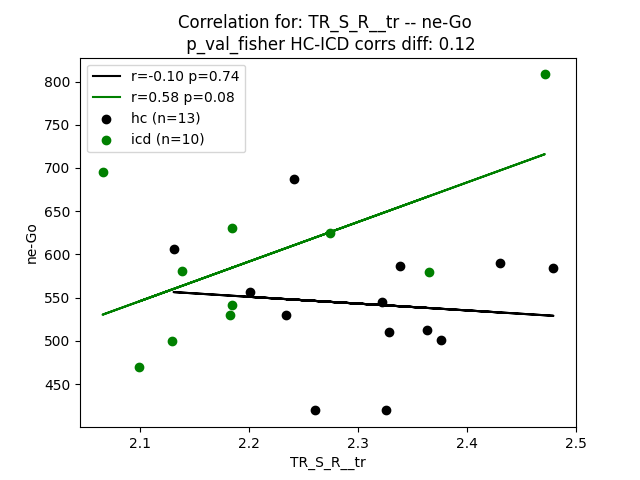 Correlation for: TR_S_R__tr -- ne-Go
p_val_fisher HC-ICD corrs diff: 0.12
r=-0.10 p=0.74
r=0.58 p=0.08
hc (n=13)
icd (n=10)
800
750
700
650
600
550
500
450
ne-Go
2.1
2.2
2.3
2.4
2.5
TR_S_R__tr